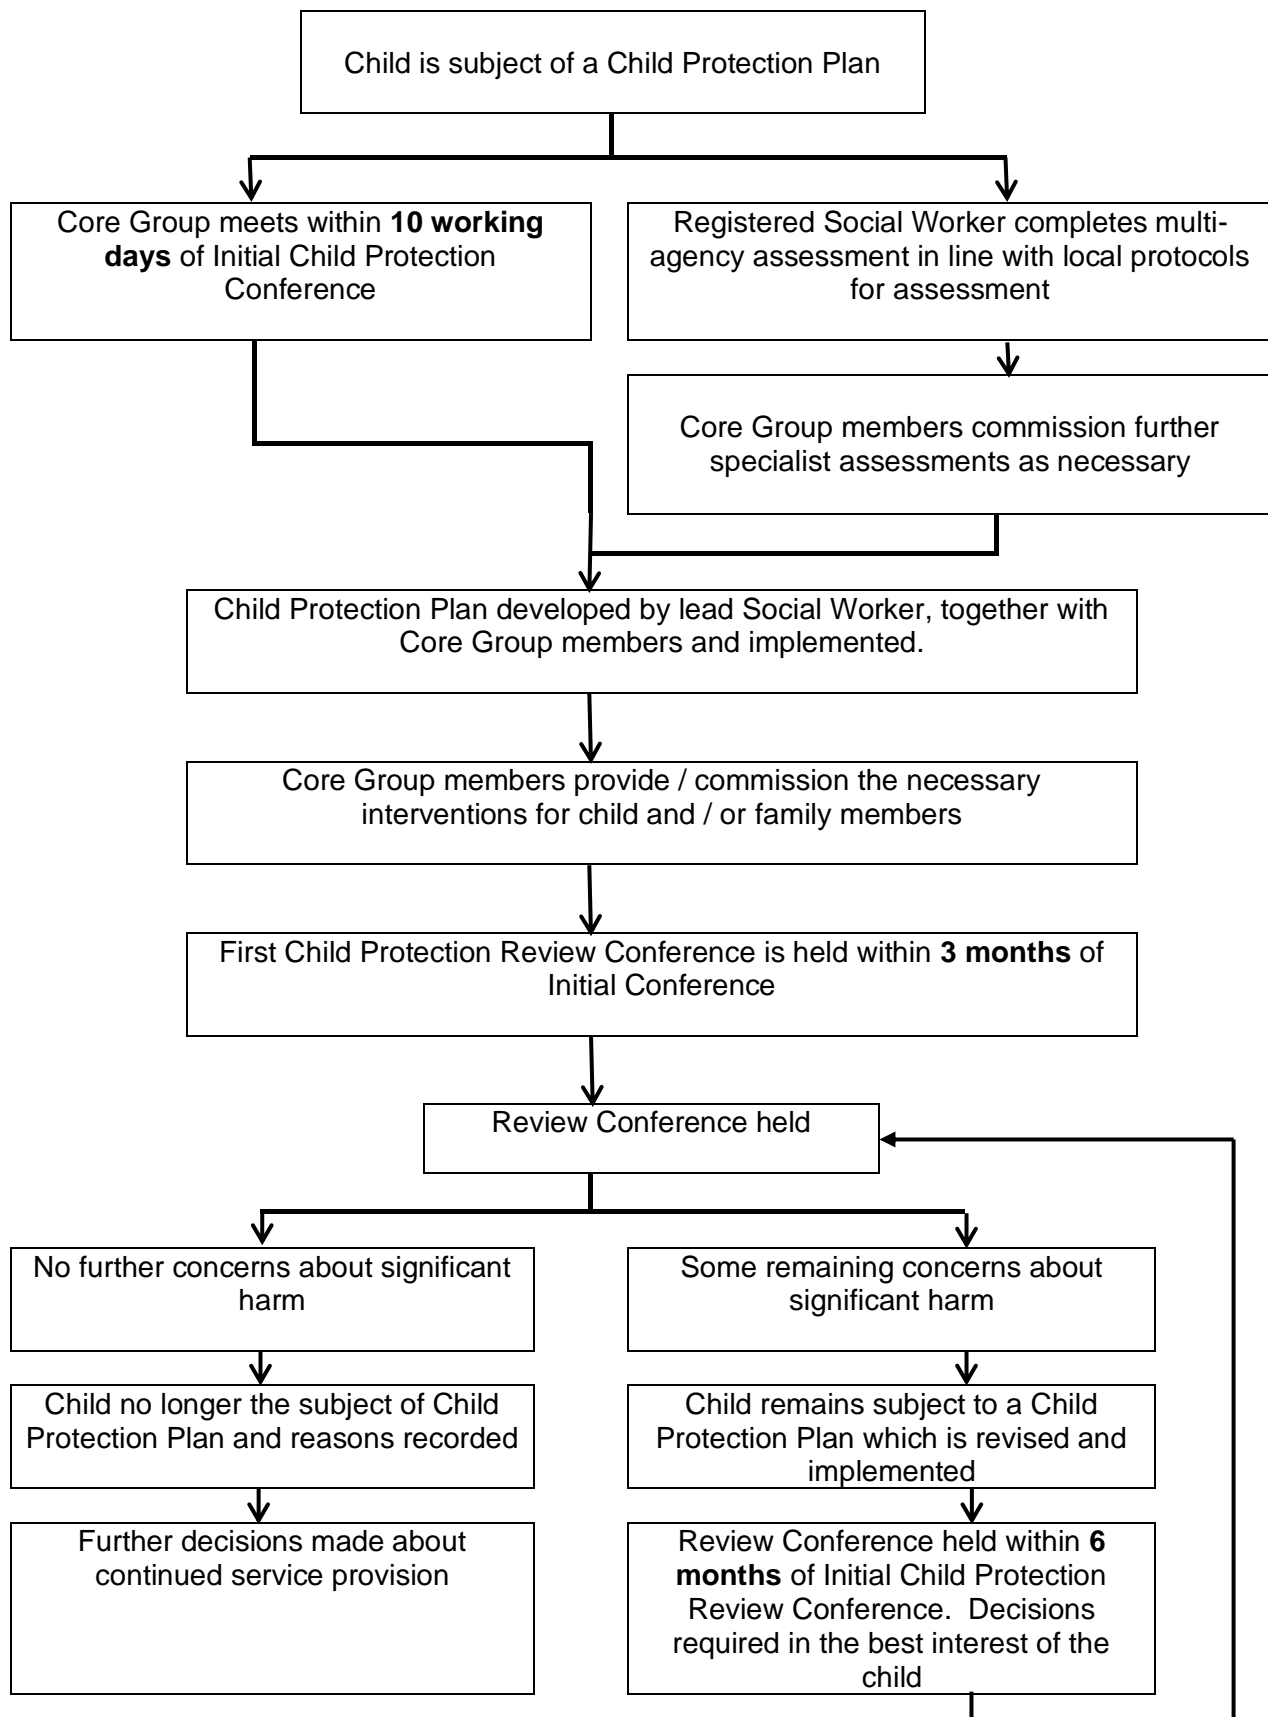 Child is subject of a Child Protection Plan
Core Group meets within 10 working
days of Initial Child Protection
Conference
Registered Social Worker completes multi-
agency assessment in line with local protocols
for assessment
Core Group members commission further
specialist assessments as necessary
Child Protection Plan developed by lead Social Worker, together with
Core Group members and implemented.
Core Group members provide / commission the necessary
interventions for child and / or family members
First Child Protection Review Conference is held within 3 months of
Initial Conference
Review Conference held
No further concerns about significant
harm
Some remaining concerns about
significant harm
Child no longer the subject of Child
Protection Plan and reasons recorded
Child remains subject to a Child
Protection Plan which is revised and
implemented
Further decisions made about
continued service provision
Review Conference held within 6
months of Initial Child Protection
Review Conference.  Decisions
required in the best interest of the
child